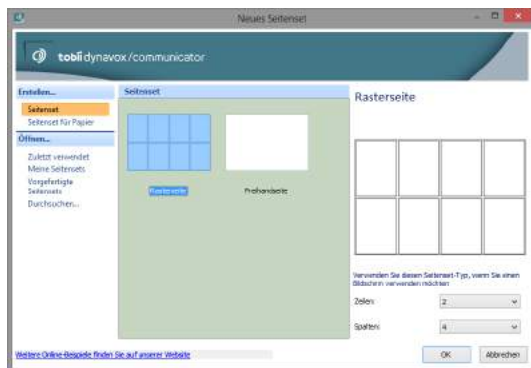 Neues Seitenset
tobii dynavox/communicator
Erstellen...
Seitenset
Seitenset für Papier
Öffnen...
Zuletzt verwendet
Meine Seitensets
Vorgefertigte
Seitensets
Durchsuchen...
Seitenset
Rasterseite
Freihandseite
Rasterseite
Verwenden Sie diesen Seitenset-Typ, wenn Sie einen
Bildschirm verwenden möchten
Zeilen:
2
Spalten:
4
Weitere Online-Beispiele finden Sie auf unserer Website
OK
Abbrechen